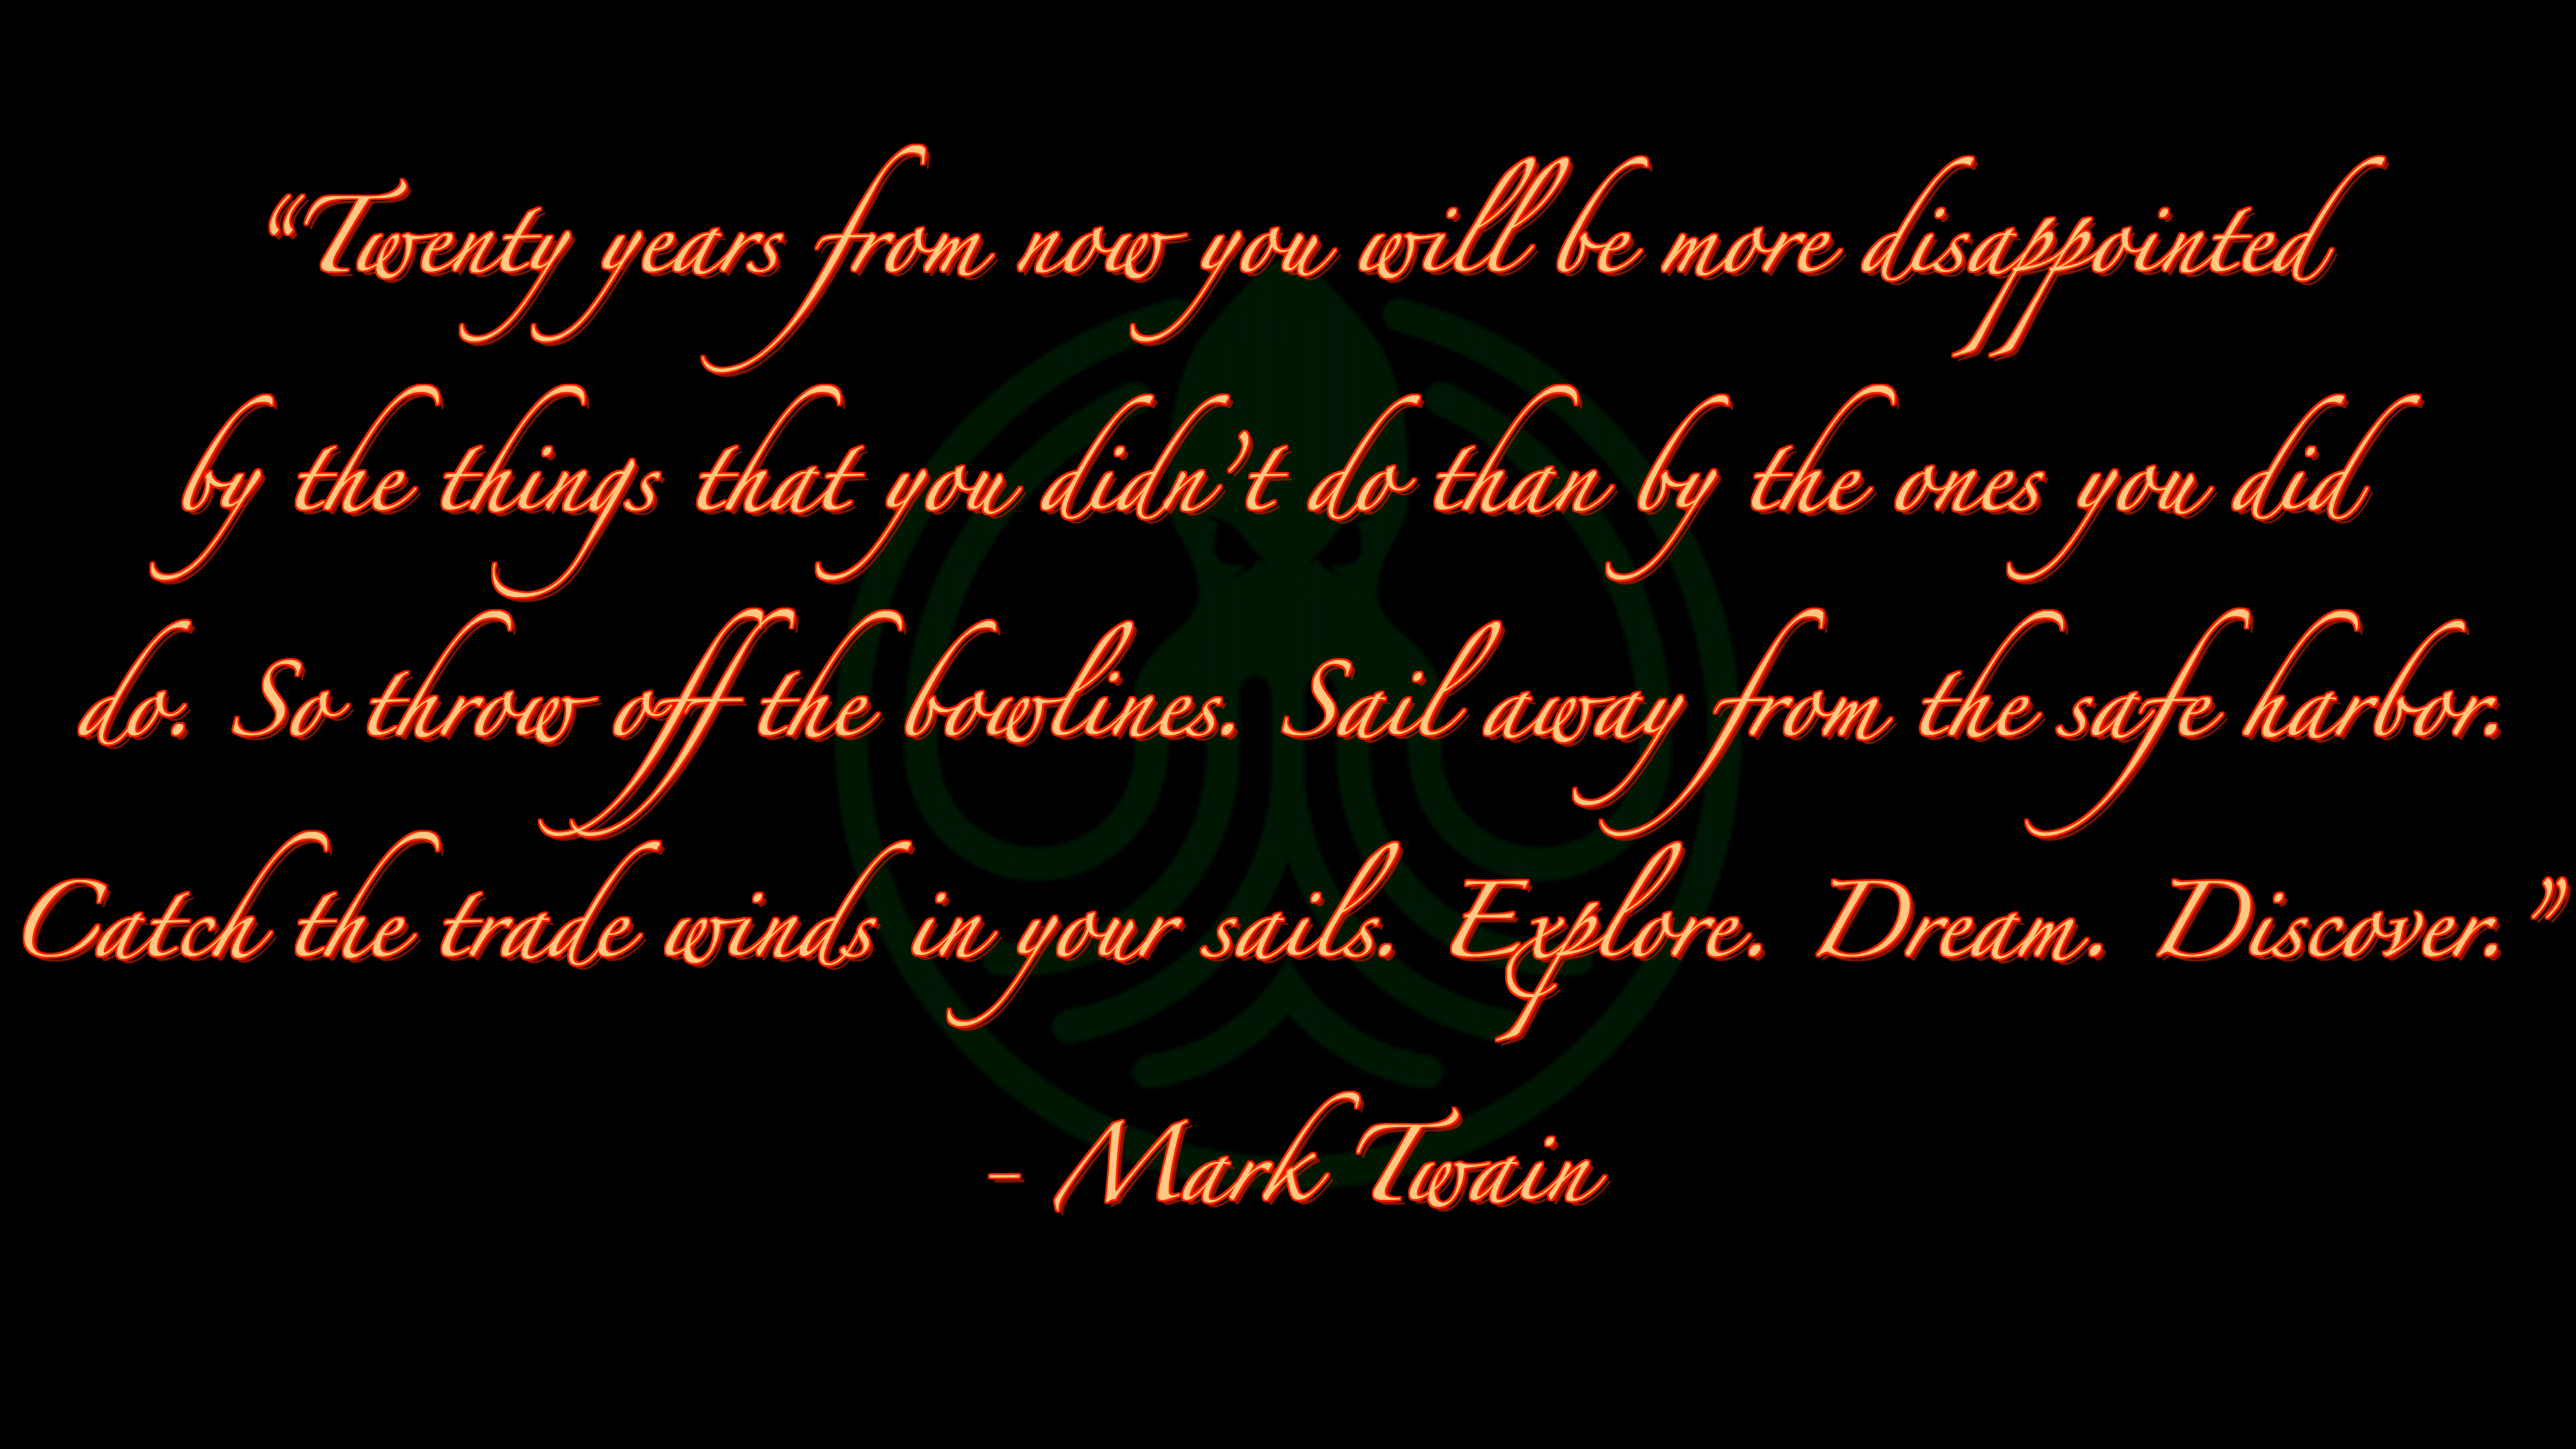 “Twenty years from now you will be more disappointed
by the things that you didn’t do than by the ones you did
do. So throw off the bowlines. Sail away from the safe harbor.
Catch the trade winds in your sails. Explore. Dream. Discover.”
- Mark Twain